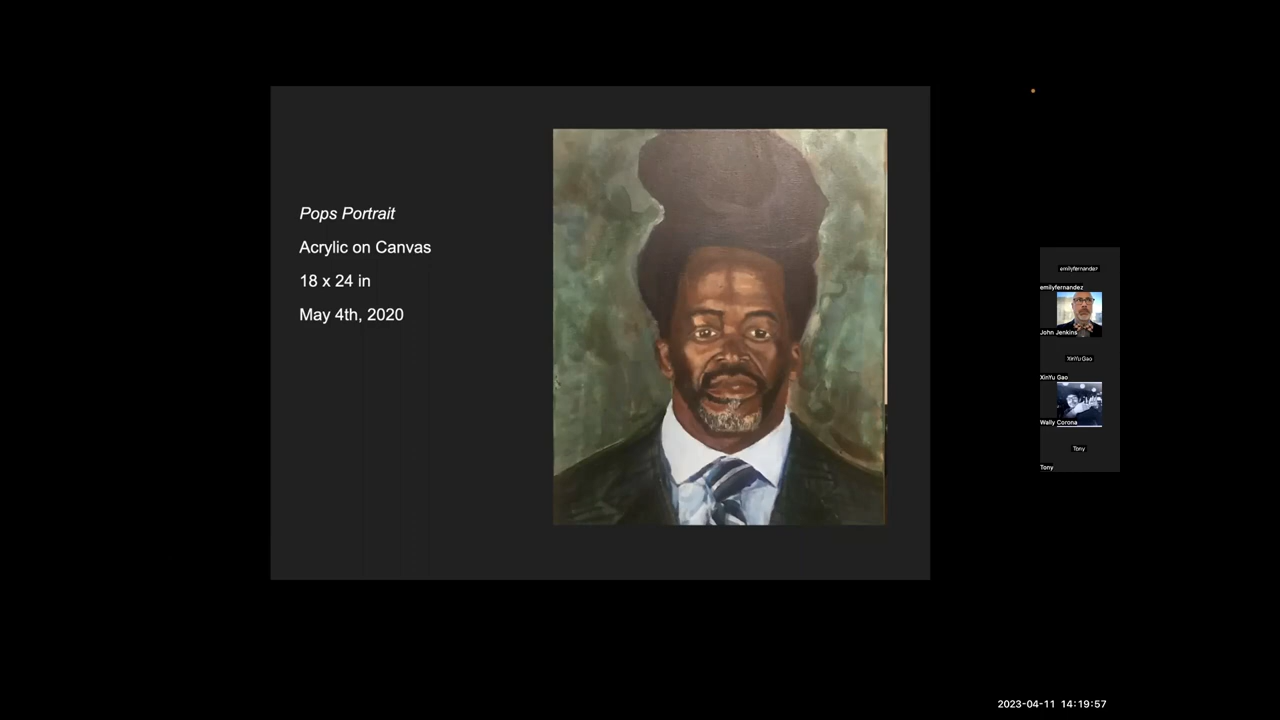 Pops Portrait
Acrylic on Canvas
18 x 24 in
May 4th, 2020
emilyfernandez
emilyfernandez
John Jenkins
XinYu Gao
XinYu Gao
Wally Corona
Tony
Tony
2023-04-11 14:19:57